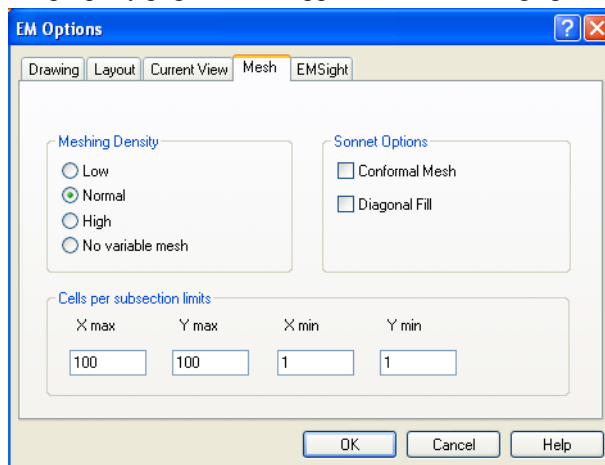 EM Options
Drawing Layout Current View Mesh EMSight
Meshing Density
Low
Normal
High
No variable mesh
Sonnet Options
Conformal Mesh
Diagonal Fill
Cells per subsection limits
X max Y max X min Y min
100 100 1 1
OK Cancel Help